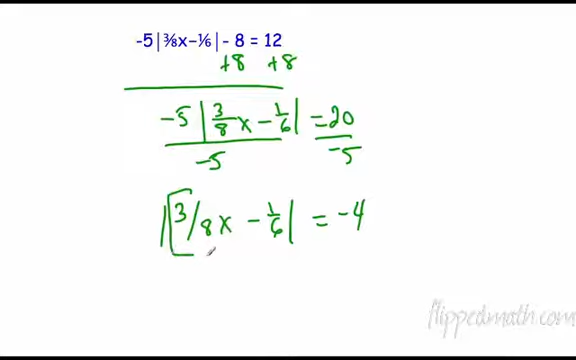 -5|⅜x−⅙| - 8 = 12
+8 +8
-5 |3/8 x - 1/6| = 20
-5 -5
|3/8x - 1/6| = -4
flippedmath.com